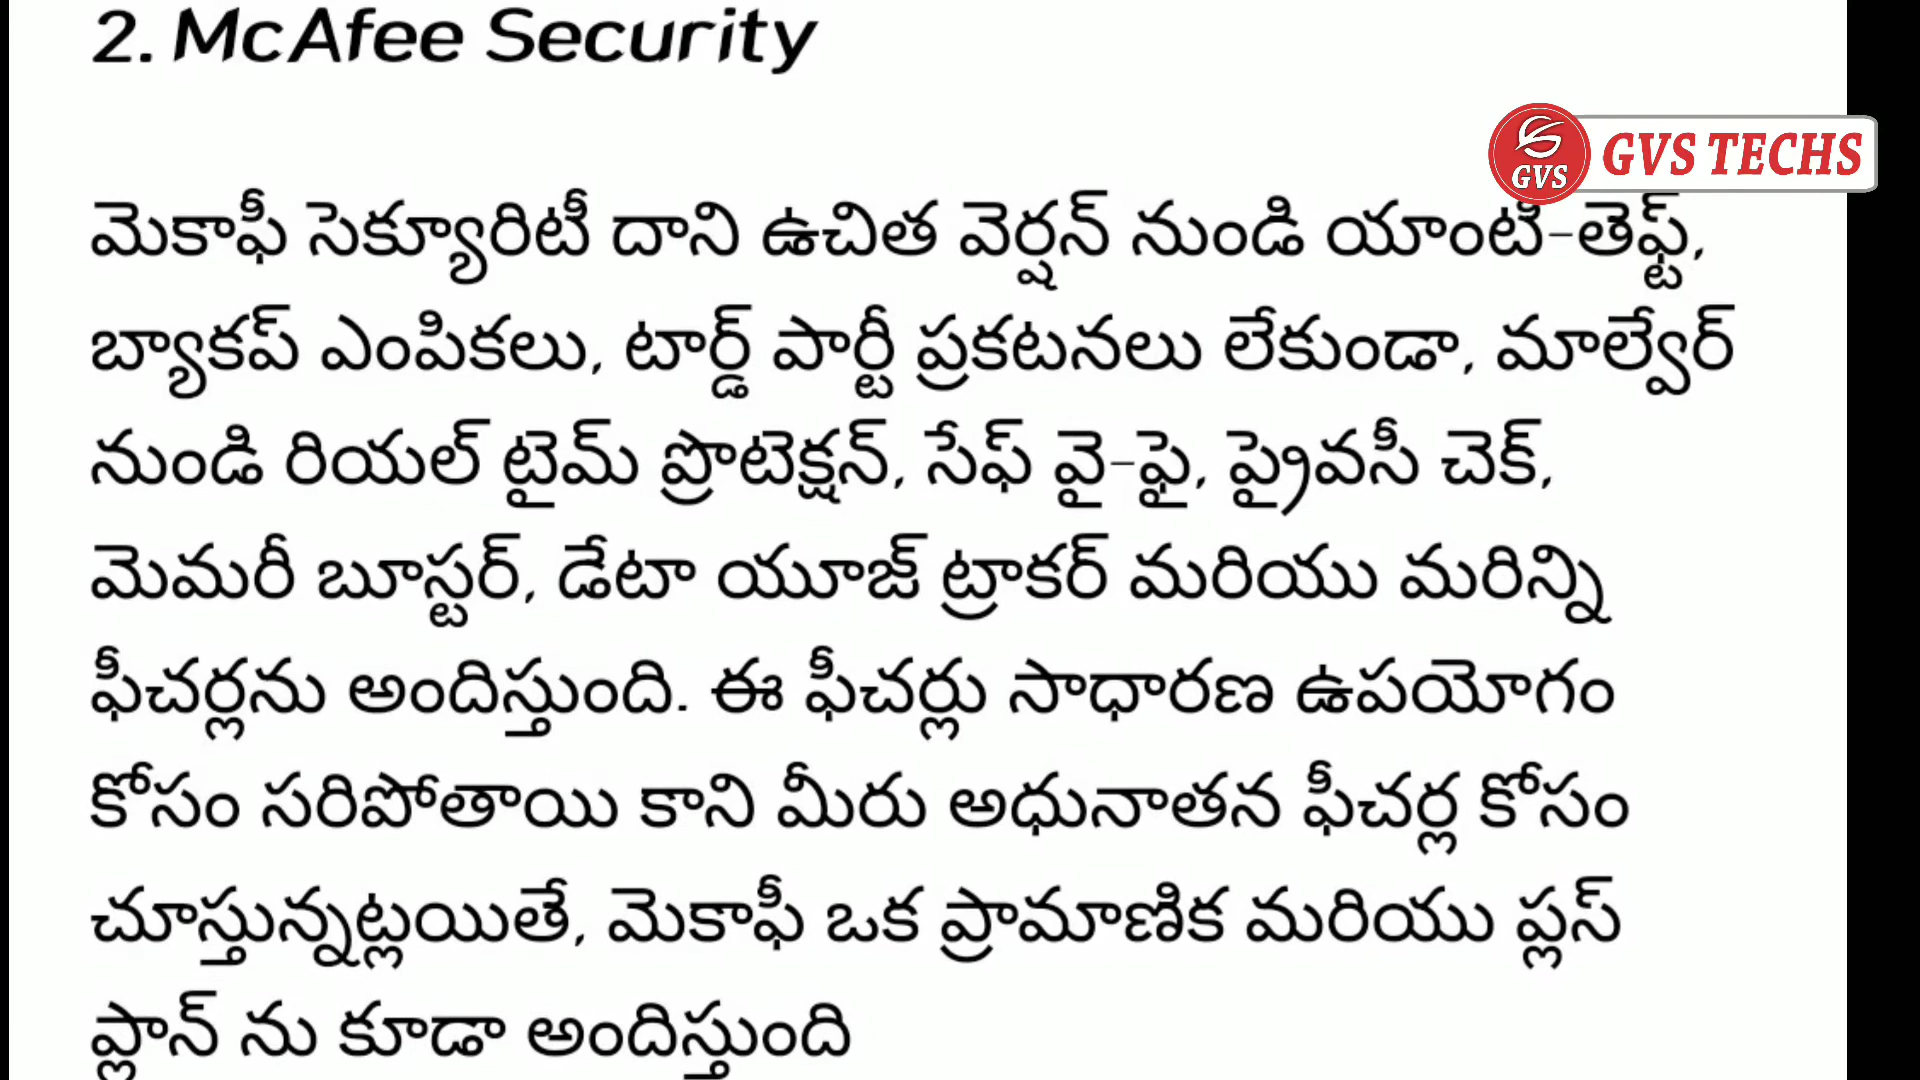 2. McAfee Security
GVS
GVS TECHS
మెకాఫీ సెక్యూరిటీ దాని ఉచిత వెర్షన్ నుండి యాంటీ-తెఫ్ట్,
బ్యాకప్ ఎంపికలు, టార్డ్ పార్టీ ప్రకటనలు లేకుండా, మాల్వేర్
నుండి రియల్ టైమ్ ప్రొటెక్షన్, సేఫ్ వై-ఫై, ప్రైవసీ చెక్,
మెమరీ బూస్టర్, డేటా యూజ్ ట్రాకర్ మరియు మరిన్ని
ఫీచర్లను అందిస్తుంది. ఈ ఫీచర్లు సాధారణ ఉపయోగం
కోసం సరిపోతాయి కాని మీరు అధునాతన ఫీచర్ల కోసం
చూస్తున్నట్లయితే, మెకాఫీ ఒక ప్రామాణిక మరియు ప్లస్
ప్లాన్ ను కూడా అందిస్తుంది